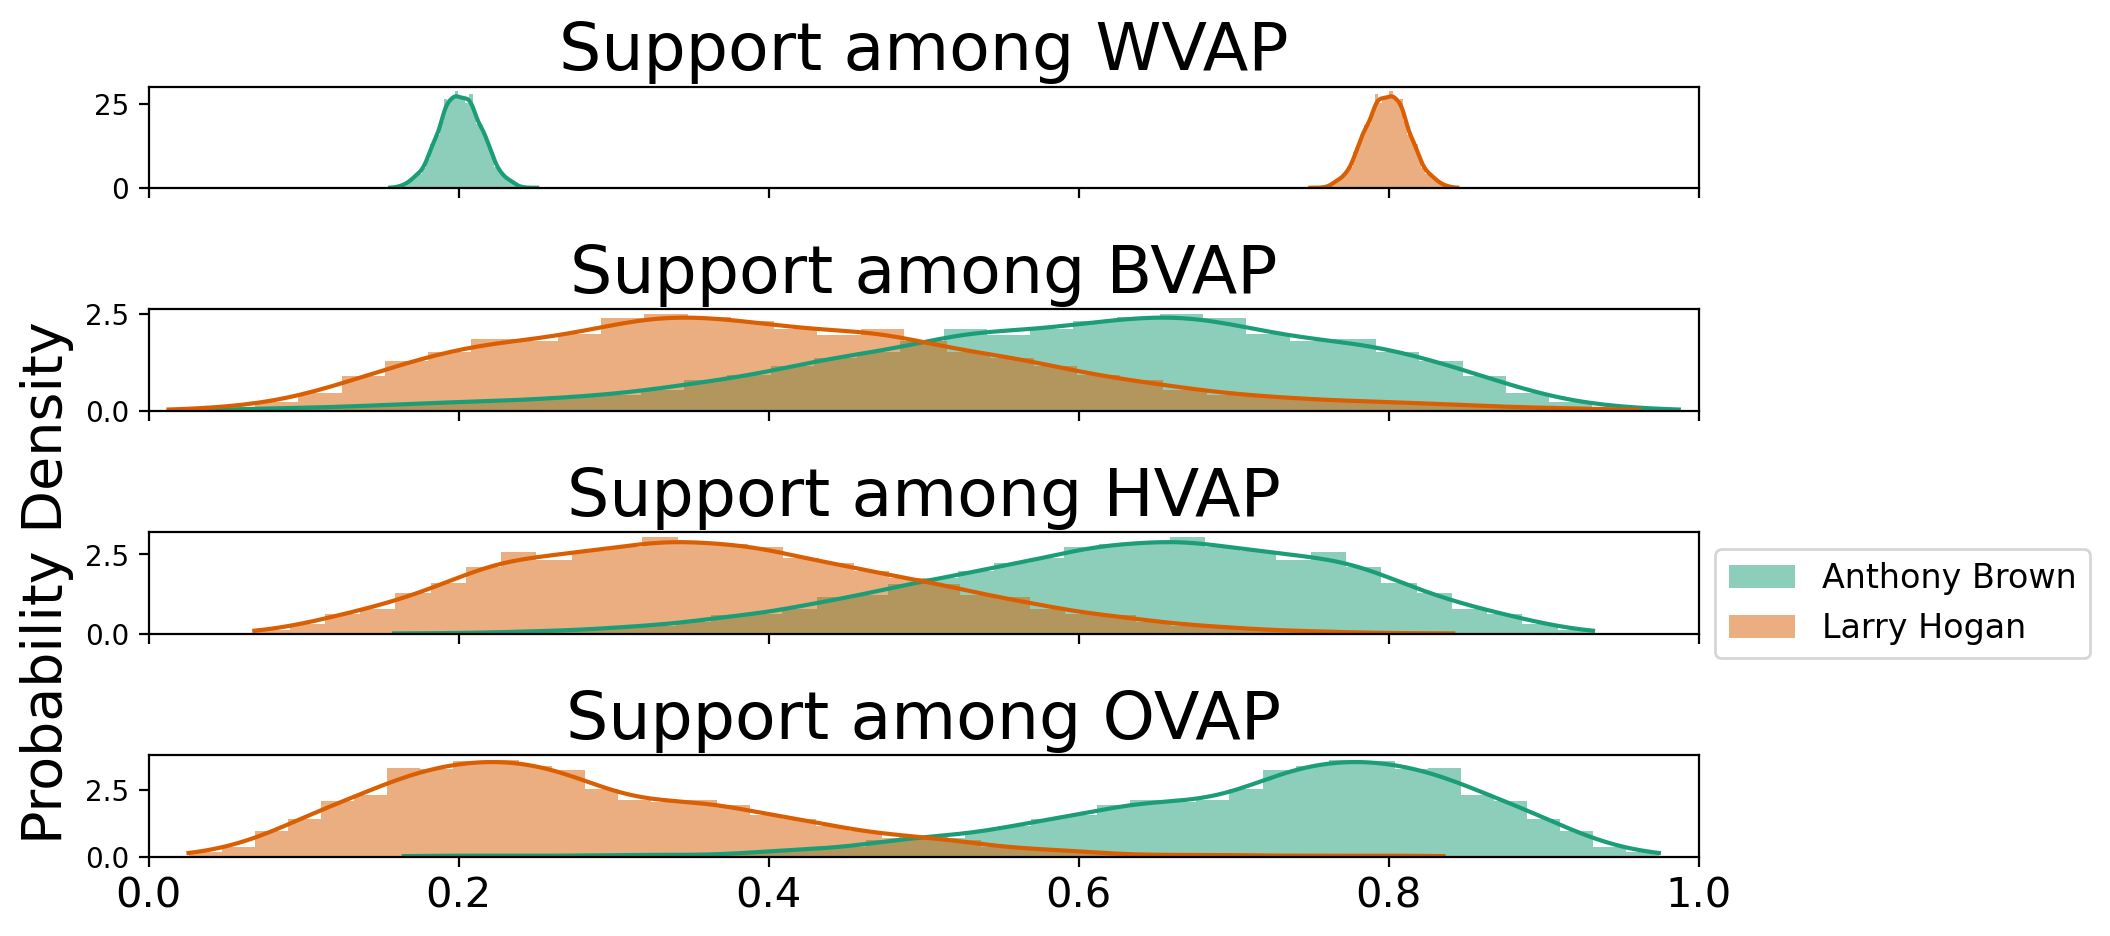 Support among WVAP
25
0
Support among BVAP
2.5
0.0
Support among HVAP
2.5
0.0
Support among OVAP
2.5
0.0
0.0 0.2 0.4 0.6 0.8 1.0
Probability Density
Anthony Brown
Larry Hogan